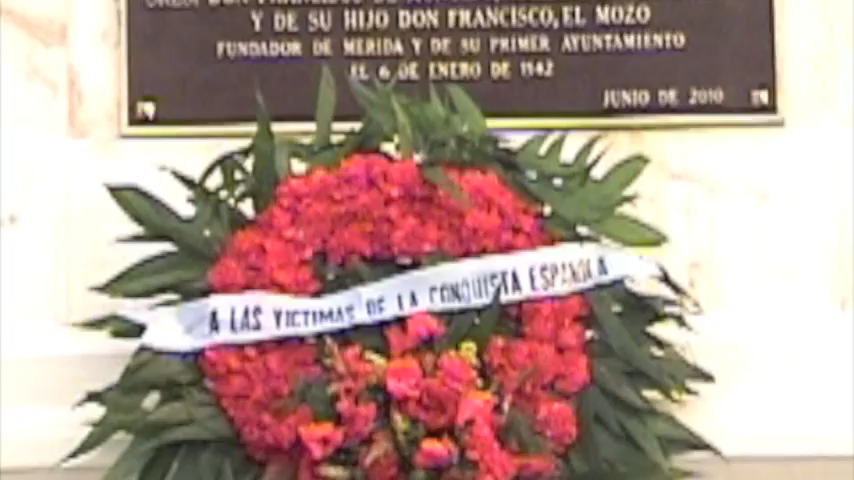 Y DE SU HIJO DON FRANCISCO, EL MOZO
FUNDADOR DE MERIDA Y DE SU PRIMER AYUNTAMIENTO
EL 6 DE ENERO DE 1542
JUNIO DE 2010
A LAS VICTIMAS DE LA CONQUISTA ESPAÑOLA